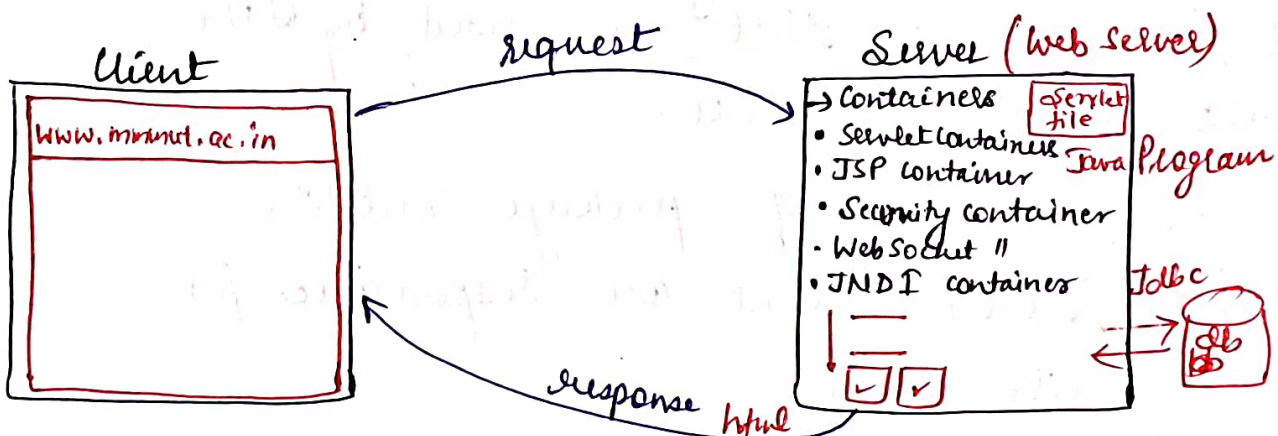 Client
request
Server (Web Server)
www.mmmut.ac.in
→ Containers
Servlet file
• Servlet Containers
Java Program
• JSP container
• Security container
• WebSocket "
• JNDI container
Jdbc
db
response html